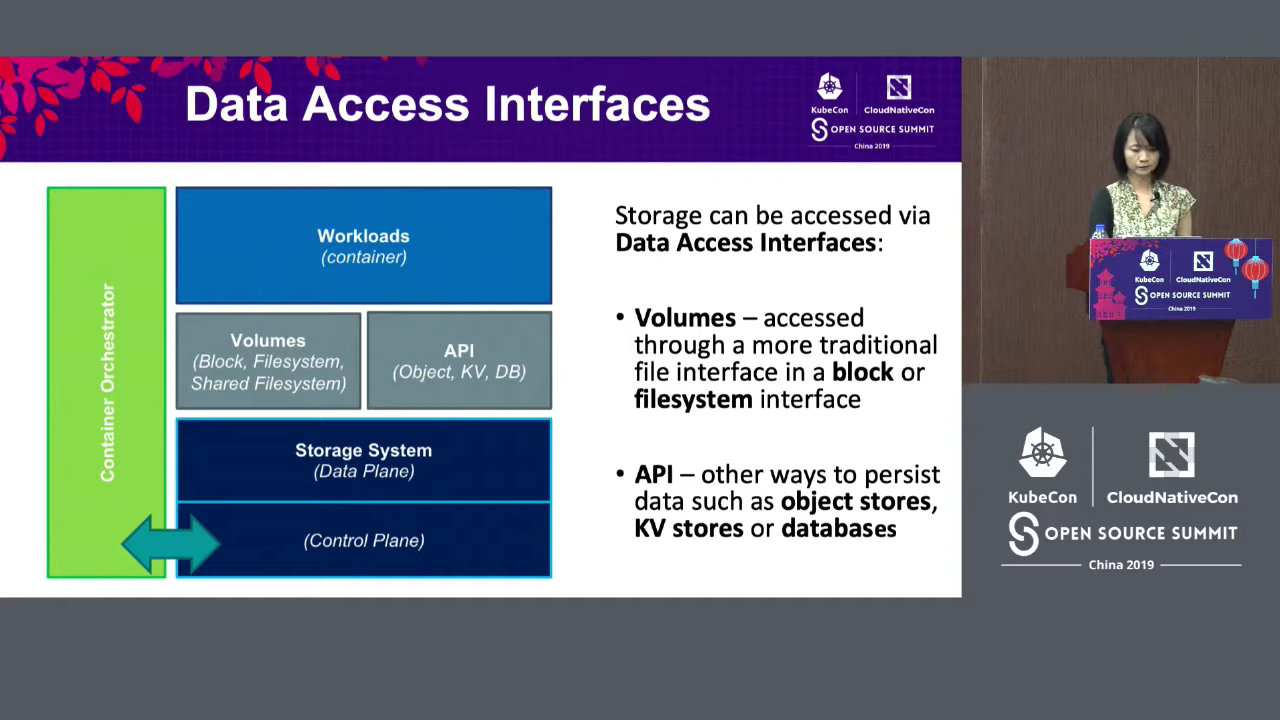 Data Access Interfaces
KubeCon
CloudNativeCon
OPEN SOURCE SUMMIT
China 2019
Container Orchestrator
Workloads
(container)
Volumes
(Block, Filesystem,
Shared Filesystem)
API
(Object, KV, DB)
Storage System
(Data Plane)
(Control Plane)
Storage can be accessed via
Data Access Interfaces:
• Volumes – accessed
through a more traditional
file interface in a block or
filesystem interface
• API – other ways to persist
data such as object stores,
KV stores or databases
KubeCon
CloudNativeCon
OPEN SOURCE SUMMIT
China 2019
KubeCon
CloudNativeCon
OPEN SOURCE SUMMIT
China 2019